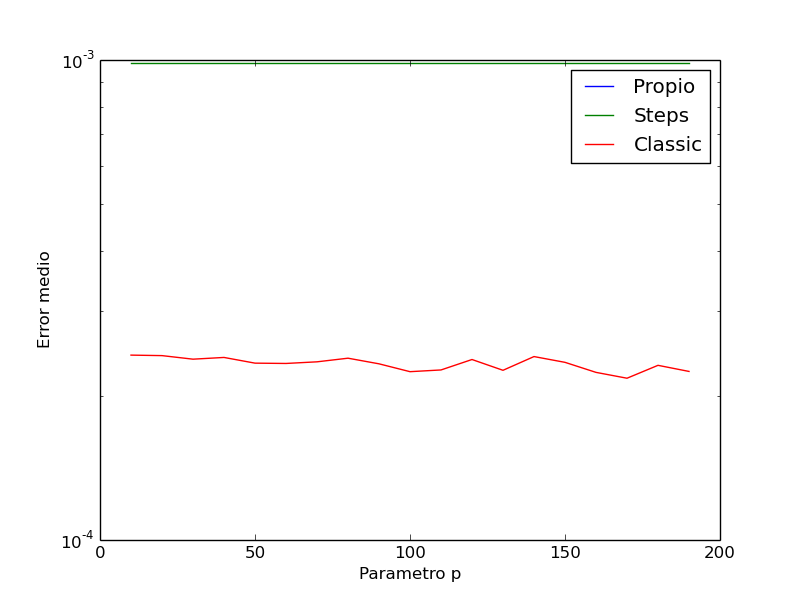 10-3
Propio
Steps
Classic
Error medio
10-4
0
50
100
150
200
Parametro p